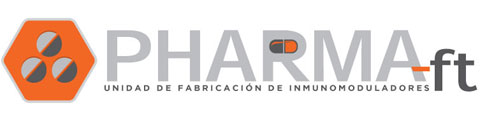 PHARMA-ft
UNIDAD DE FABRICACIÓN DE INMUNOMODULADORES